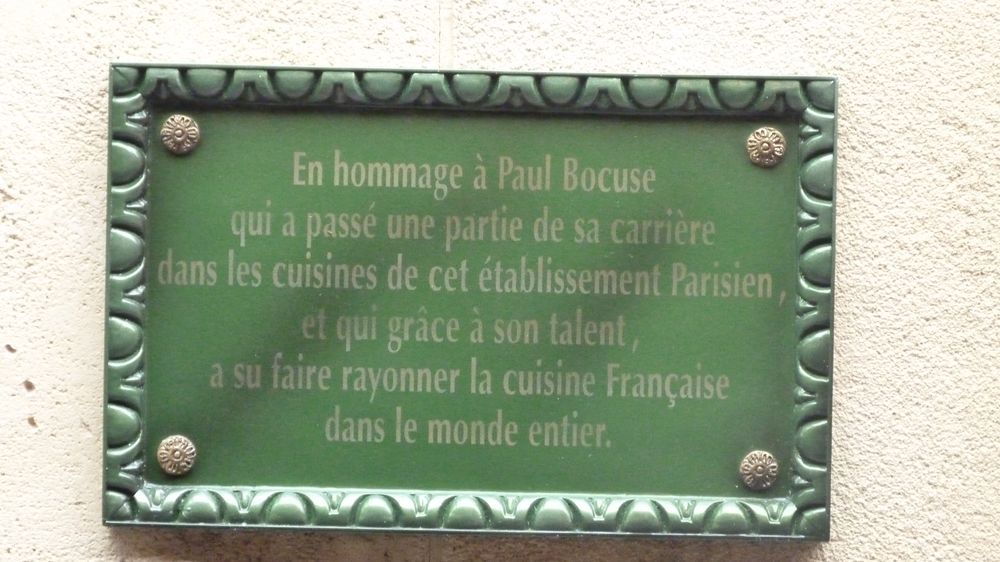 En hommage à Paul Bocuse
qui a passé une partie de sa carrière
dans les cuisines de cet établissement Parisien,
et qui grâce à son talent,
a su faire rayonner la cuisine Française
dans le monde entier.